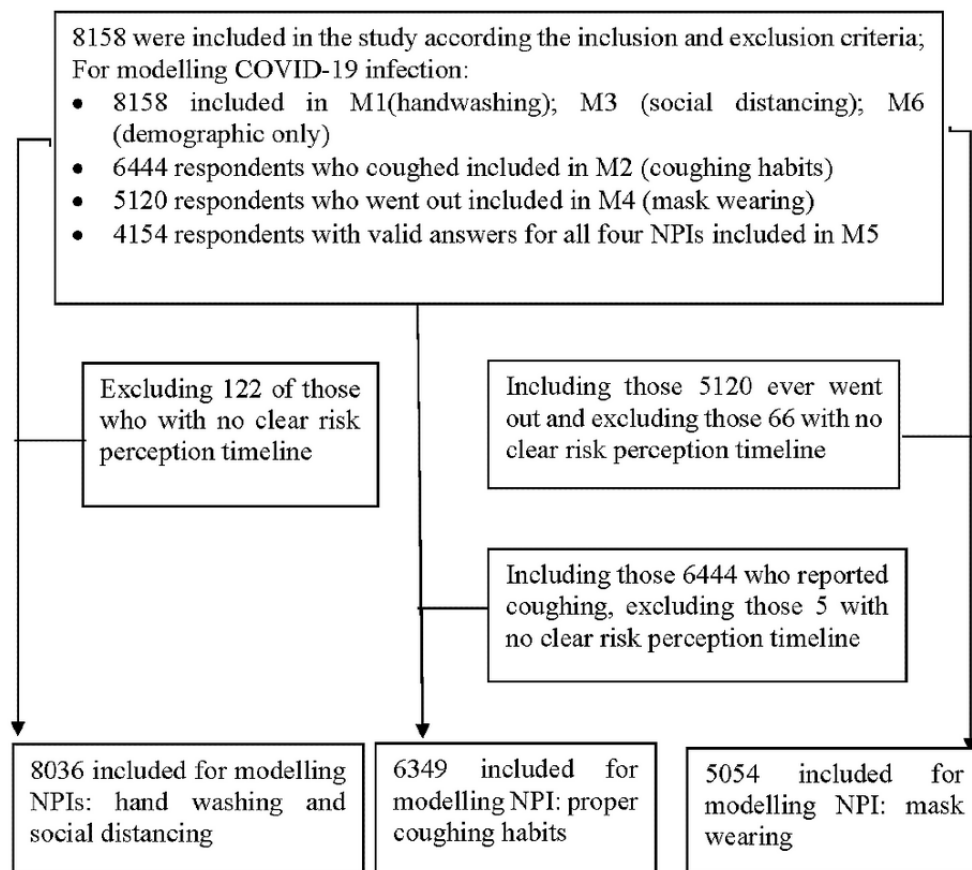 8158 were included in the study according the inclusion and exclusion criteria;
For modelling COVID-19 infection:
• 8158 included in M1(handwashing); M3 (social distancing); M6
(demographic only)
• 6444 respondents who coughed included in M2 (coughing habits)
• 5120 respondents who went out included in M4 (mask wearing)
• 4154 respondents with valid answers for all four NPIs included in M5
Excluding 122 of those
who with no clear risk
perception timeline
Including those 5120 ever went
out and excluding those 66 with no
clear risk perception timeline
Including those 6444 who reported
coughing, excluding those 5 with
no clear risk perception timeline
8036 included for modelling
NPIs: hand washing and
social distancing
6349 included for
modelling NPI: proper
coughing habits
5054 included for
modelling NPI: mask
wearing